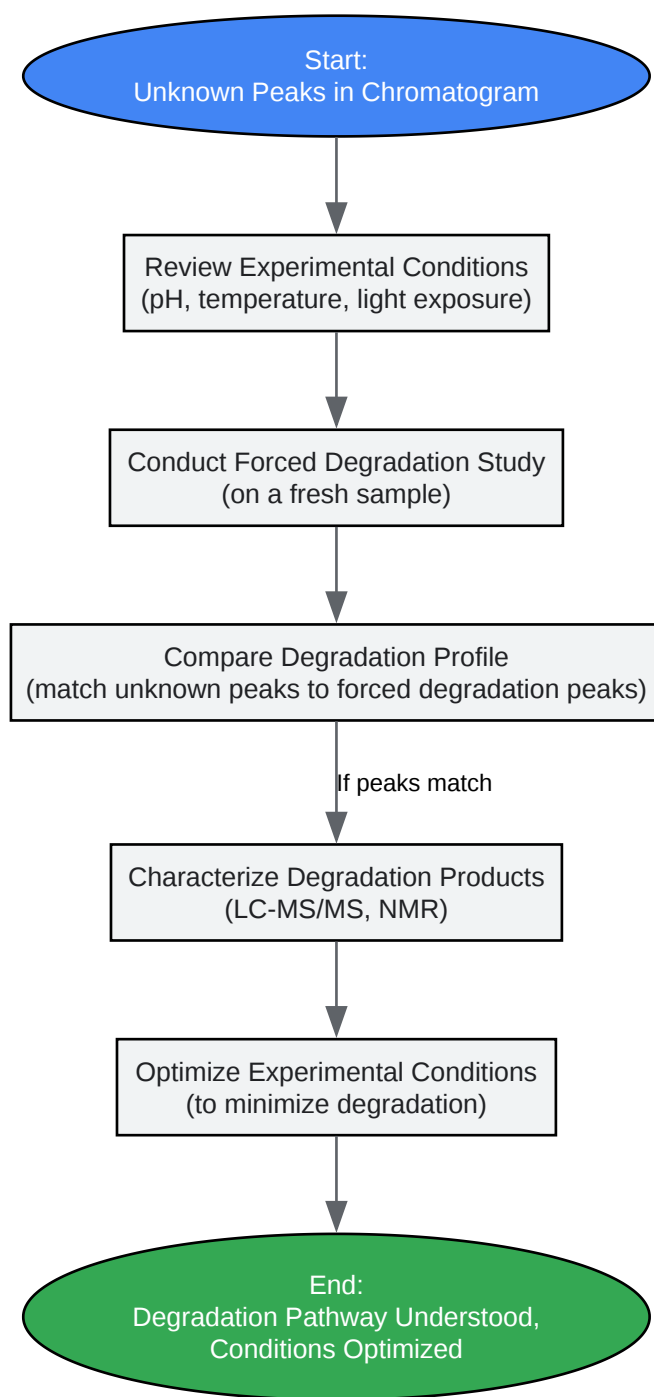 Start:
Unknown Peaks in Chromatogram
Review Experimental Conditions
(pH, temperature, light exposure)
Conduct Forced Degradation Study
(on a fresh sample)
Compare Degradation Profile
(match unknown peaks to forced degradation peaks)
If peaks match
Characterize Degradation Products
(LC-MS/MS, NMR)
Optimize Experimental Conditions
(to minimize degradation)
End:
Degradation Pathway Understood,
Conditions Optimized